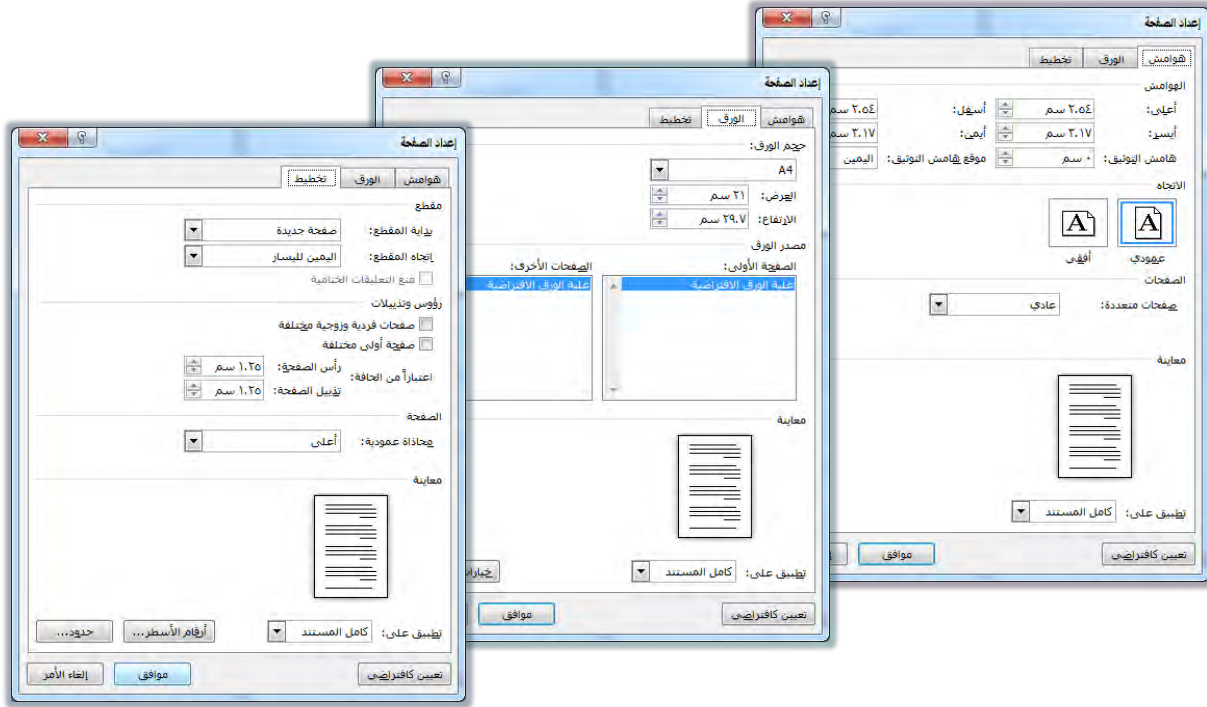 إعداد الصفحة
هوامش الورق تخطيط
الهوامش
أعلى: ٢.٥٤ سم أسفل: ٢.٥٤ سم
أيسر: ٣.١٧ سم أيمن: ٣.١٧ سم
هامش التوثيق: ٠ سم موقع هامش التوثيق: اليمين
الاتجاه
عمودي أفقي
الصفحات
صفحات متعددة: عادي
معاينة
تطبيق على: كامل المستند
تعيين كافتراضي موافق
إعداد الصفحة
هوامش الورق تخطيط
حجم الورق:
A4
العرض: ٢١ سم
الارتفاع: ٢٩.٧ سم
مصدر الورق
الصفحة الأولى: الصفحات الأخرى:
علبة الورق الافتراضية علبة الورق الافتراضية
معاينة
تطبيق على: كامل المستند
تعيين كافتراضي موافق
إعداد الصفحة
هوامش الورق تخطيط
مقطع
بداية المقطع: صفحة جديدة
إتجاه المقطع: اليمين لليسار
منع التعليقات الختامية
رؤوس وتذييلات
صفحات فردية وزوجية مختلفة
صفحة أولى مختلفة
اعتباراً من الحافة: رأس الصفحة: ١.٢٥ سم
تذييل الصفحة: ١.٢٥ سم
الصفحة
محاذاة عمودية: أعلى
معاينة
تطبيق على: كامل المستند أرقام الأسطر... حدود...
تعيين كافتراضي موافق إلغاء الأمر